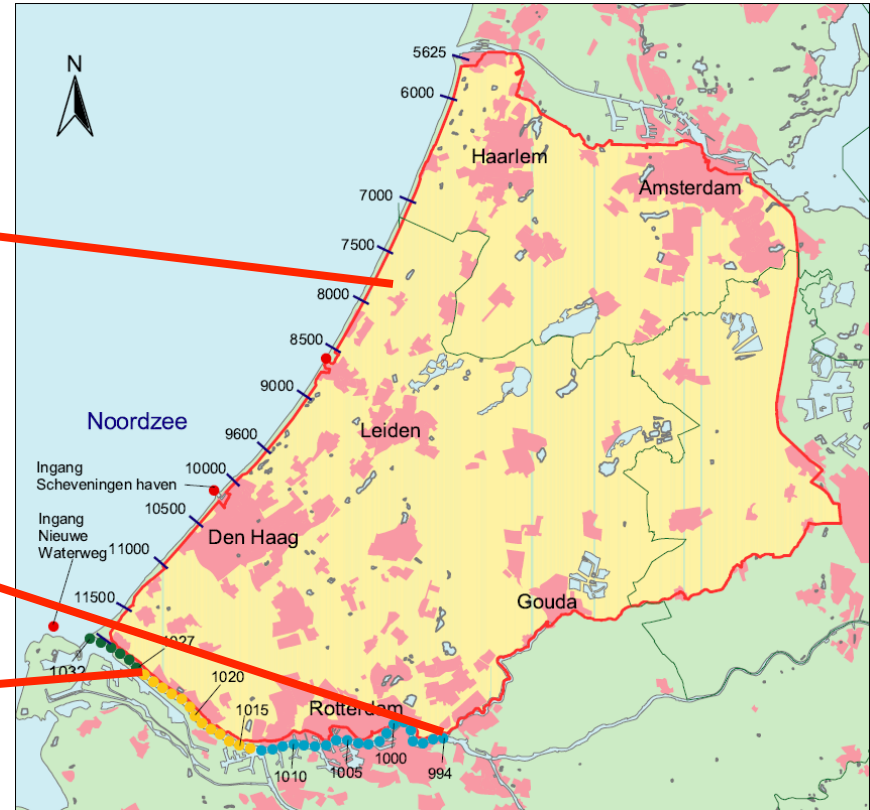 N
5625
6000
Haarlem
Amsterdam
7000
7500
8000
8500
9000
Noordzee
Leiden
9600
Ingang
Scheveningen haven
10000
10500
Ingang
Nieuwe
Waterweg
11000
Den Haag
11500
Gouda
1027
1032
1020
1015
Rotterdam
1010
1005
1000
994